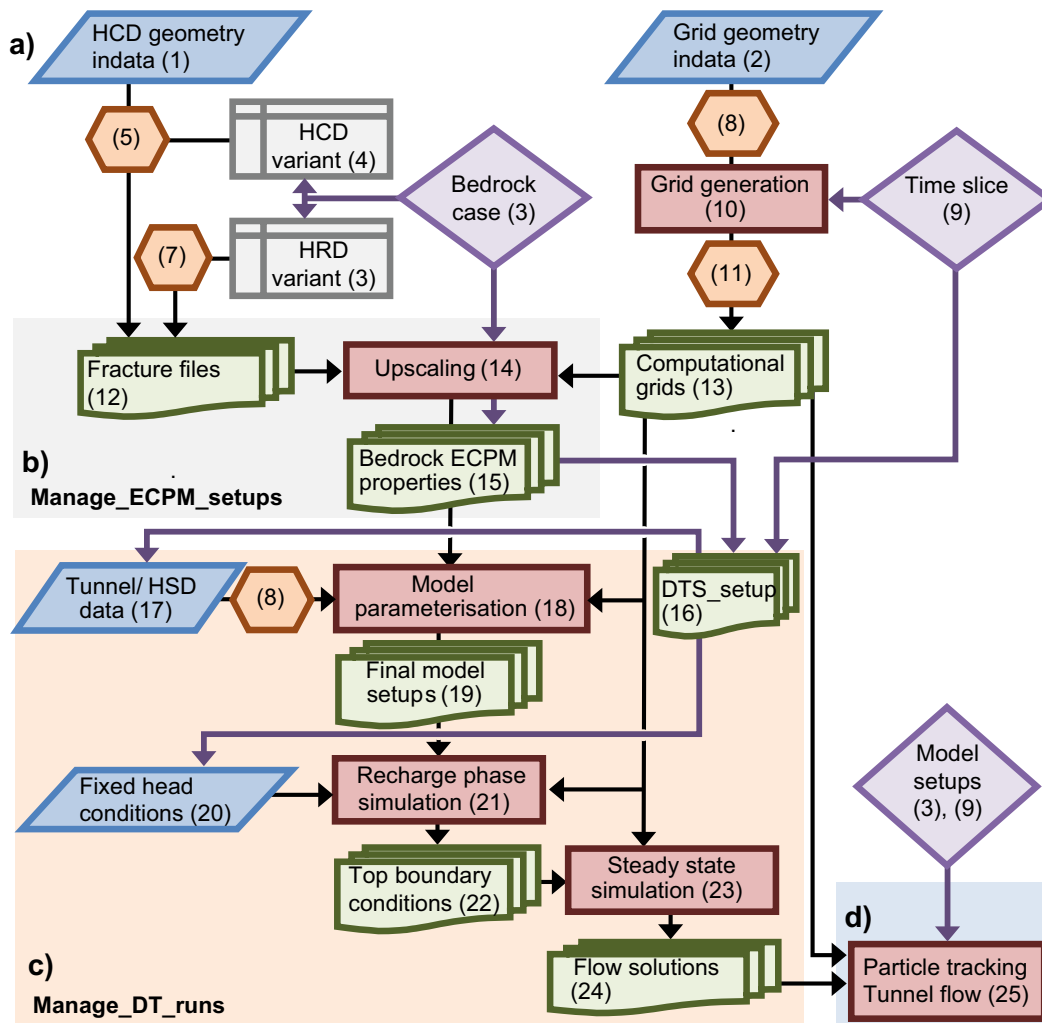 a)
HCD geometry
indata (1)
Grid geometry
indata (2)
(5)
HCD
variant (4)
(8)
Bedrock
case (3)
Grid generation
(10)
Time slice
(9)
(7)
HRD
variant (3)
(11)
Fracture files
(12)
Upscaling (14)
Computational
grids (13)
b)
Bedrock ECPM
properties (15)
Manage_ECPM_setups
Tunnel/ HSD
data (17)
(8)
Model
parameterisation (18)
DTS_setup
(16)
Final model
setups (19)
Fixed head
conditions (20)
Recharge phase
simulation (21)
Model
setups
(3), (9)
Top boundary
conditions (22)
Steady state
simulation (23)
d)
c)
Flow solutions
(24)
Particle tracking
Tunnel flow (25)
Manage_DT_runs